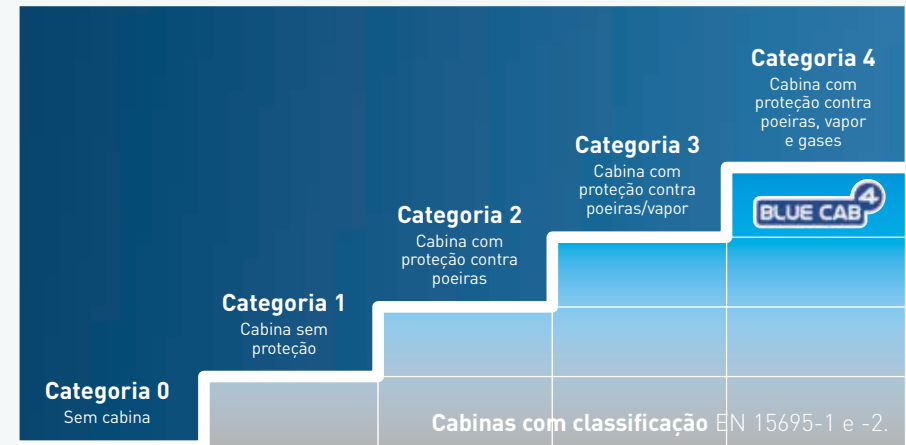 Categoria 4
Cabina com
proteção contra
poeiras, vapor
e gases
Categoria 3
Cabina com
proteção contra
poeiras/vapor
BLUE CAB 4
Categoria 2
Cabina com
proteção contra
poeiras
Categoria 1
Cabina sem
proteção
Categoria 0
Sem cabina
Cabinas com classificação EN 15695-1 e -2.